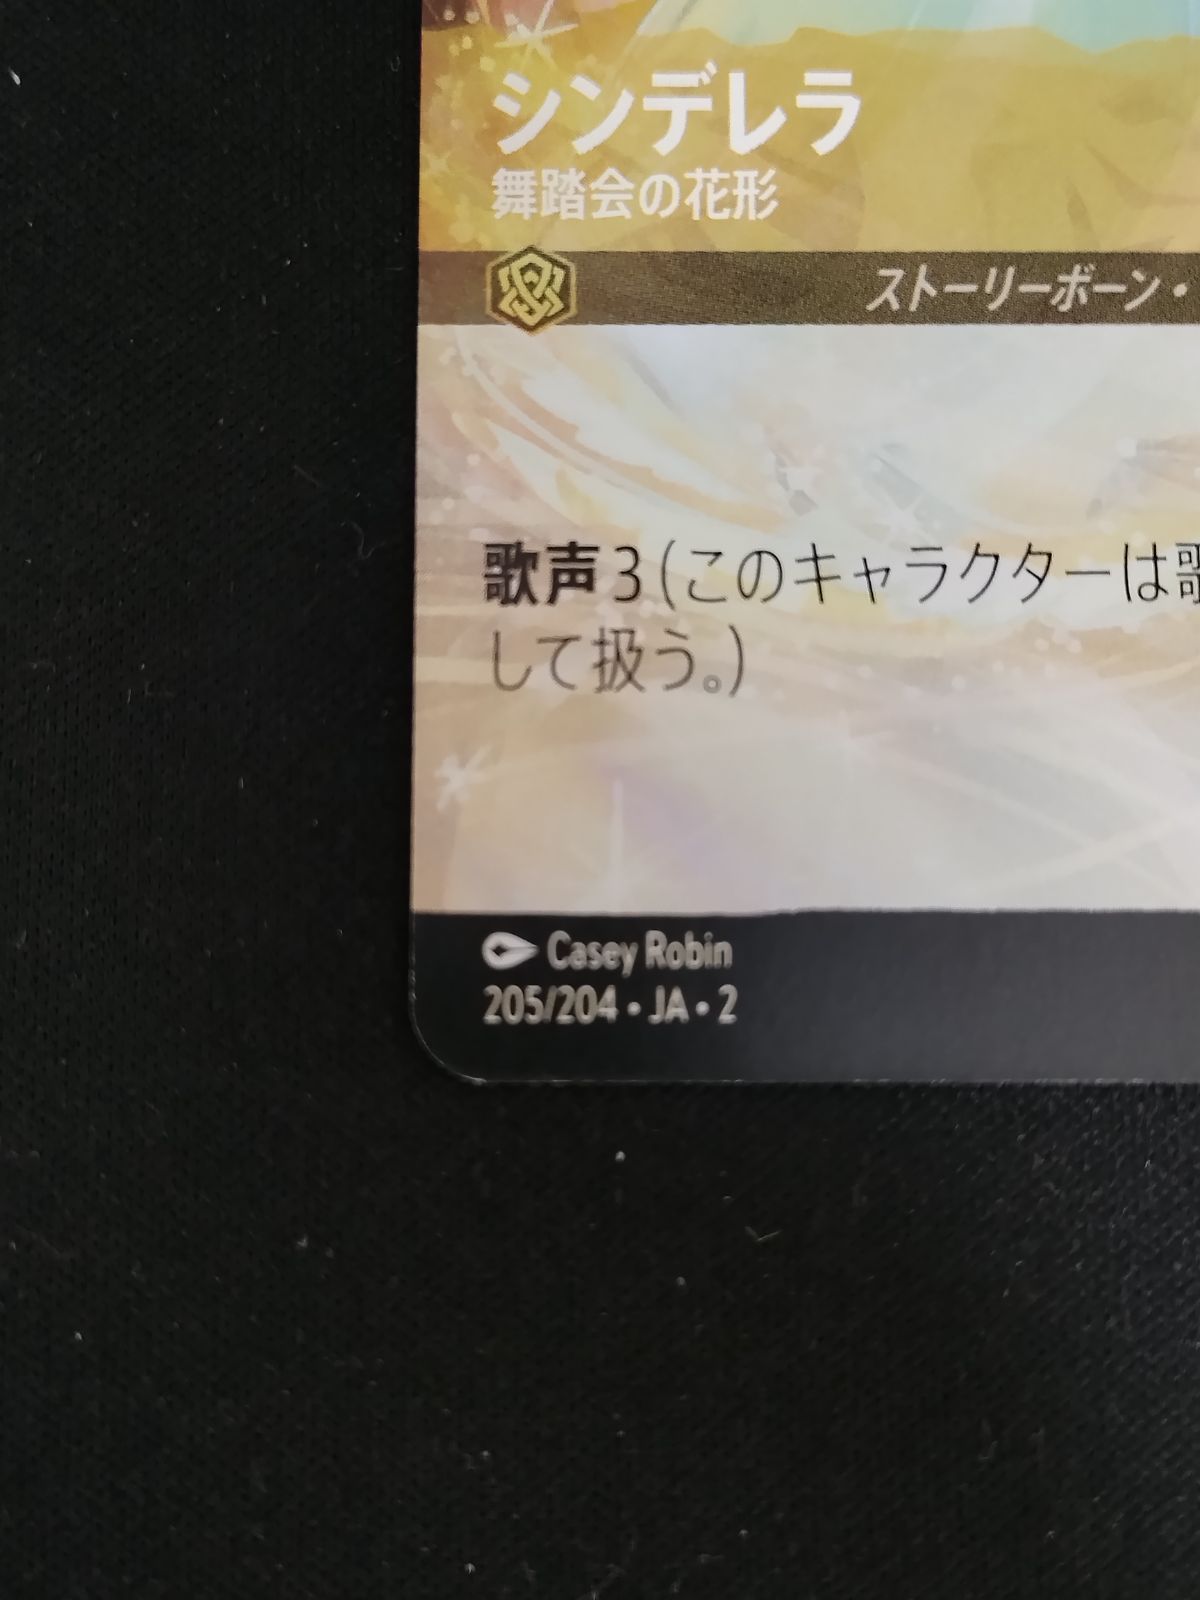 シンデレラ
舞踏会の花形
ストーリーボーン・
歌声3(このキャラクターは歌
して扱う。)
Casey Robin
205/204・JA・2